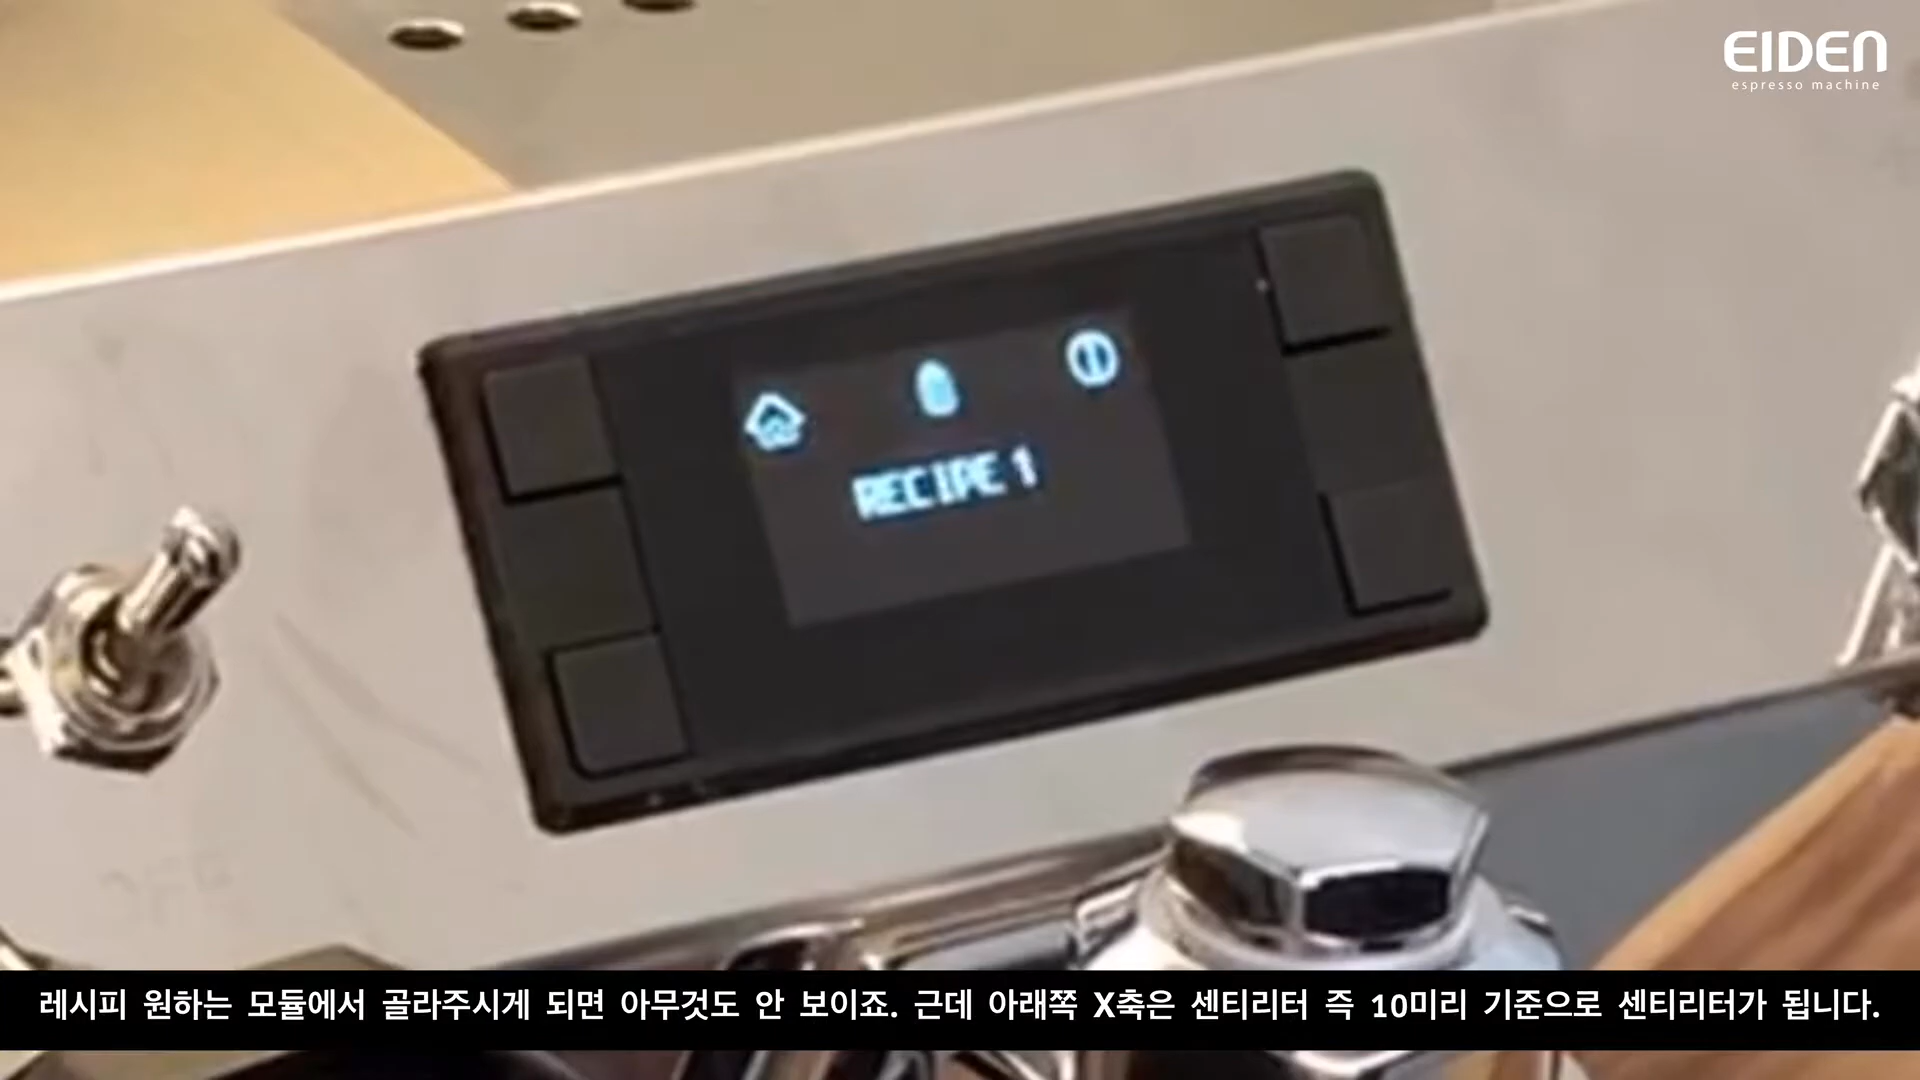 EIDEN
espresso machine
RECIPE 1
레시피 원하는 모듈에서 골라주시게 되면 아무것도 안 보이죠. 근데 아래쪽 X축은 센티리터 즉 10미리 기준으로 센티리터가 됩니다.
OFF